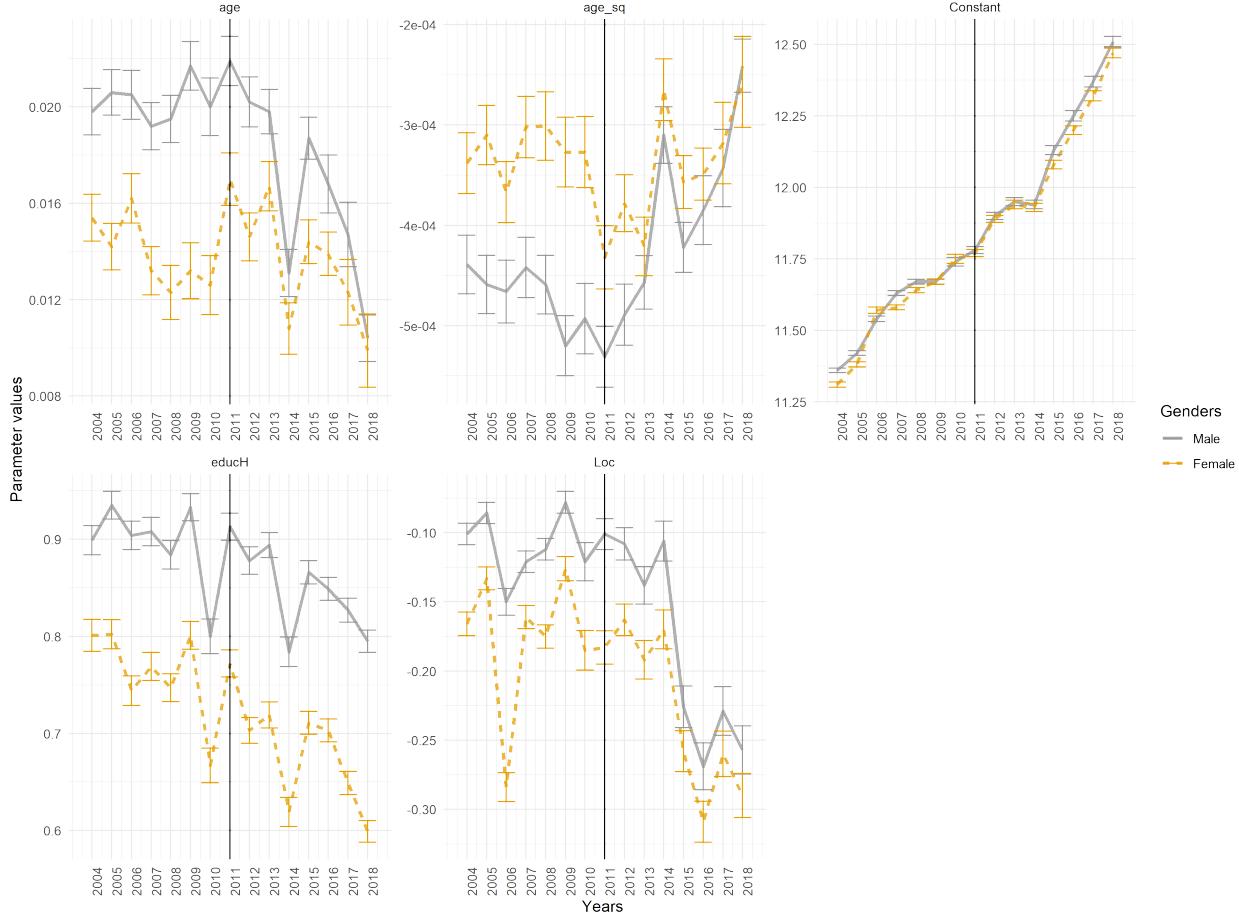 age
age_sq
Constant
0.020
0.016
0.012
0.008
-2e-04
-3e-04
-4e-04
-5e-04
12.50
12.25
12.00
11.75
11.50
11.25
2004 2005 2006 2007 2008 2009 2010 2011 2012 2013 2014 2015 2016 2017 2018
2004 2005 2006 2007 2008 2009 2010 2011 2012 2013 2014 2015 2016 2017 2018
2004 2005 2006 2007 2008 2009 2010 2011 2012 2013 2014 2015 2016 2017 2018
Parameter values
educH
Loc
0.9
0.8
0.7
0.6
-0.10
-0.15
-0.20
-0.25
-0.30
2004 2005 2006 2007 2008 2009 2010 2011 2012 2013 2014 2015 2016 2017 2018
2004 2005 2006 2007 2008 2009 2010 2011 2012 2013 2014 2015 2016 2017 2018
Years
Genders
Male
Female